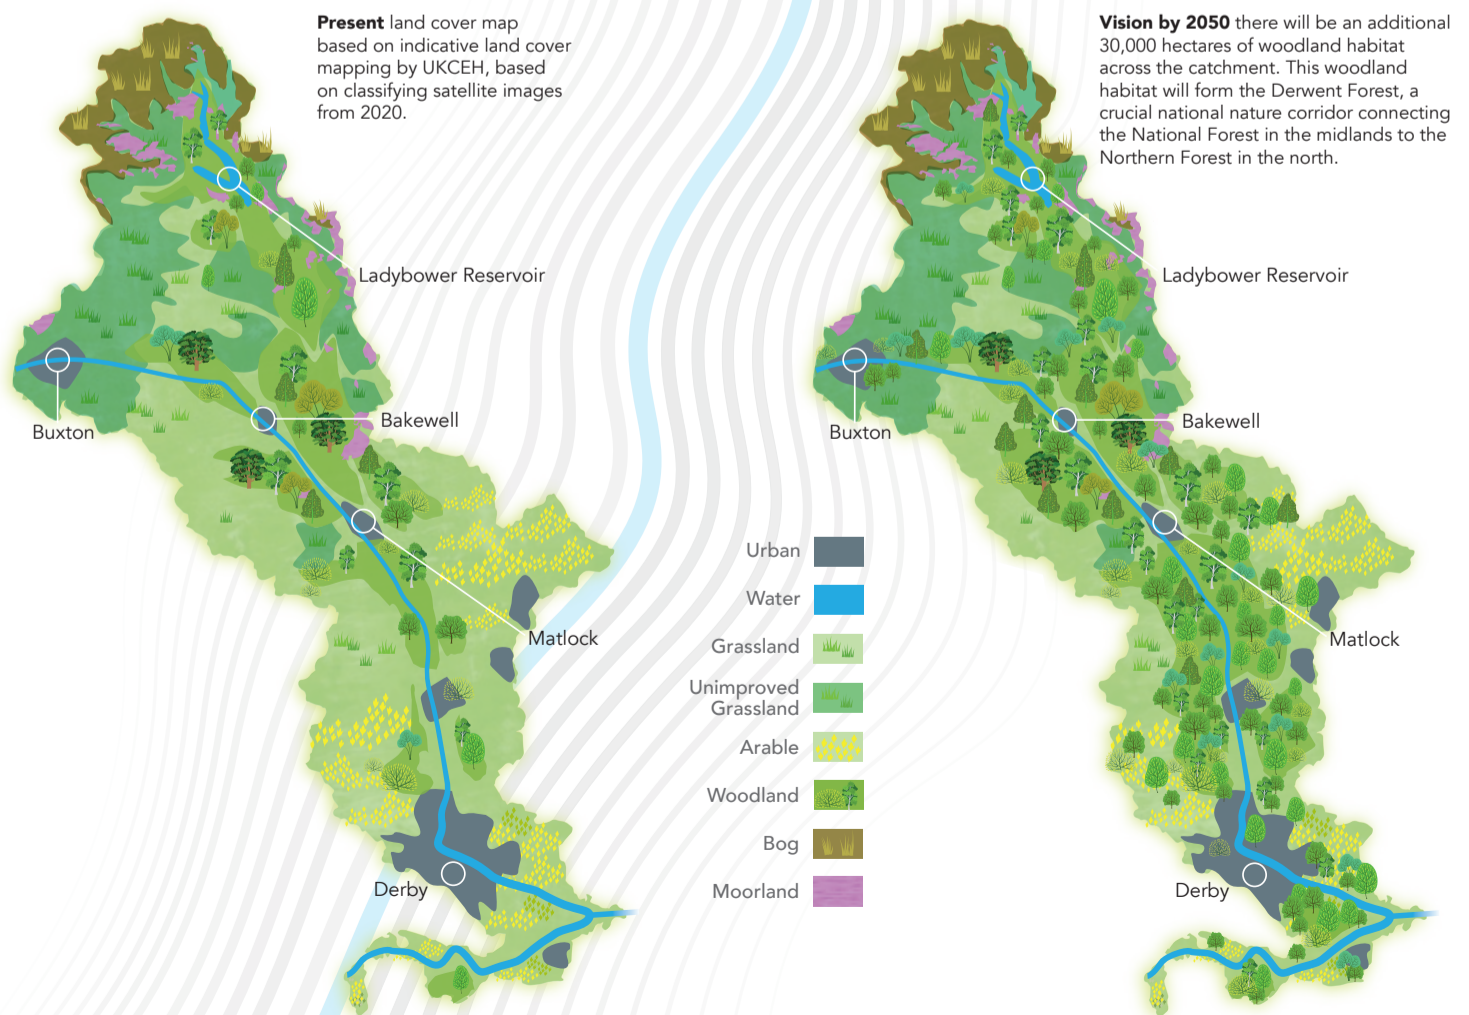 Present land cover map
based on indicative land cover
mapping by UKCEH, based
on classifying satellite images
from 2020.
Ladybower Reservoir
Buxton
Bakewell
Matlock
Derby
Urban
Water
Grassland
Unimproved
Grassland
Arable
Woodland
Bog
Moorland
Vision by 2050 there will be an additional
30,000 hectares of woodland habitat
across the catchment. This woodland
habitat will form the Derwent Forest, a
crucial national nature corridor connecting
the National Forest in the midlands to the
Northern Forest in the north.
Ladybower Reservoir
Buxton
Bakewell
Matlock
Derby